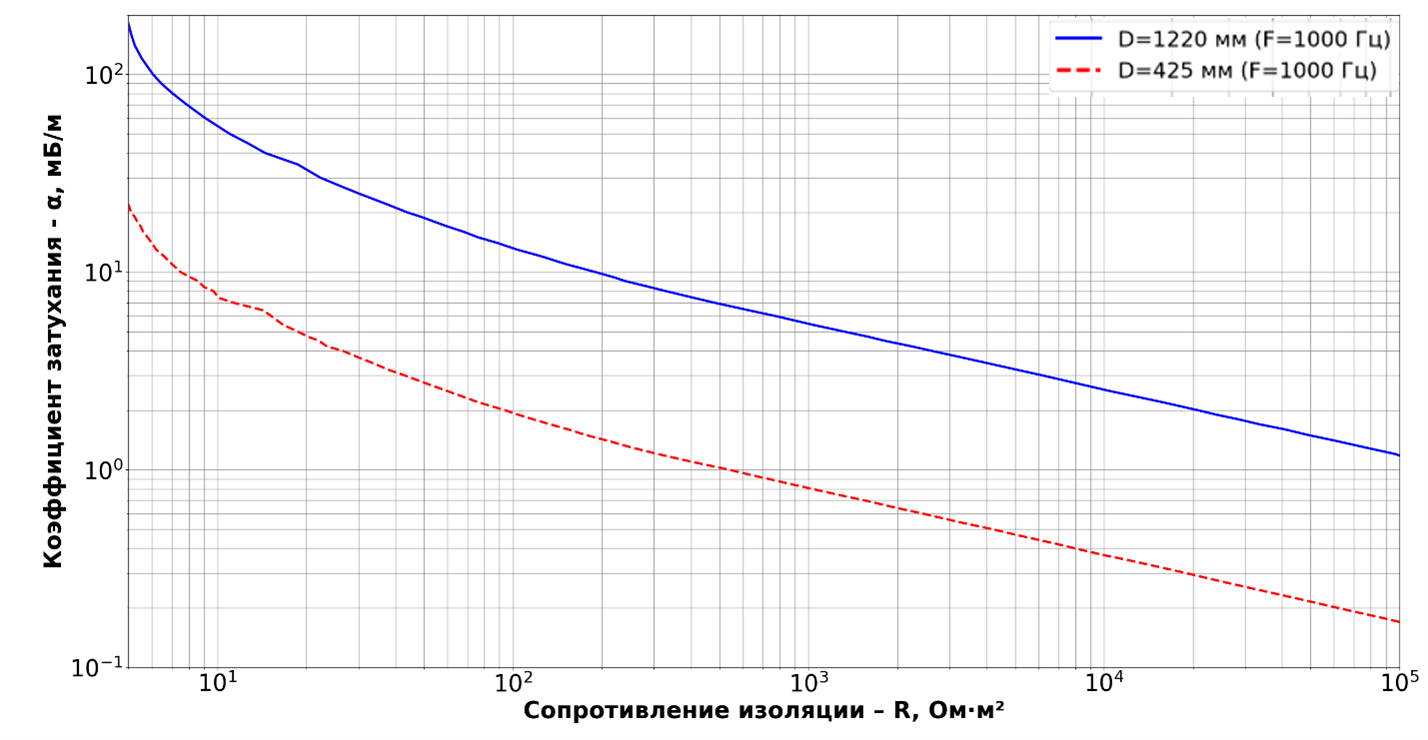 D=1220 мм (F=1000 Гц)
D=425 мм (F=1000 Гц)
Коэффициент затухания - α, мБ/м
10²
10¹
10⁰
10⁻¹
10¹ 10² 10³ 10⁴ 10⁵
Сопротивление изоляции – R, Ом·м²